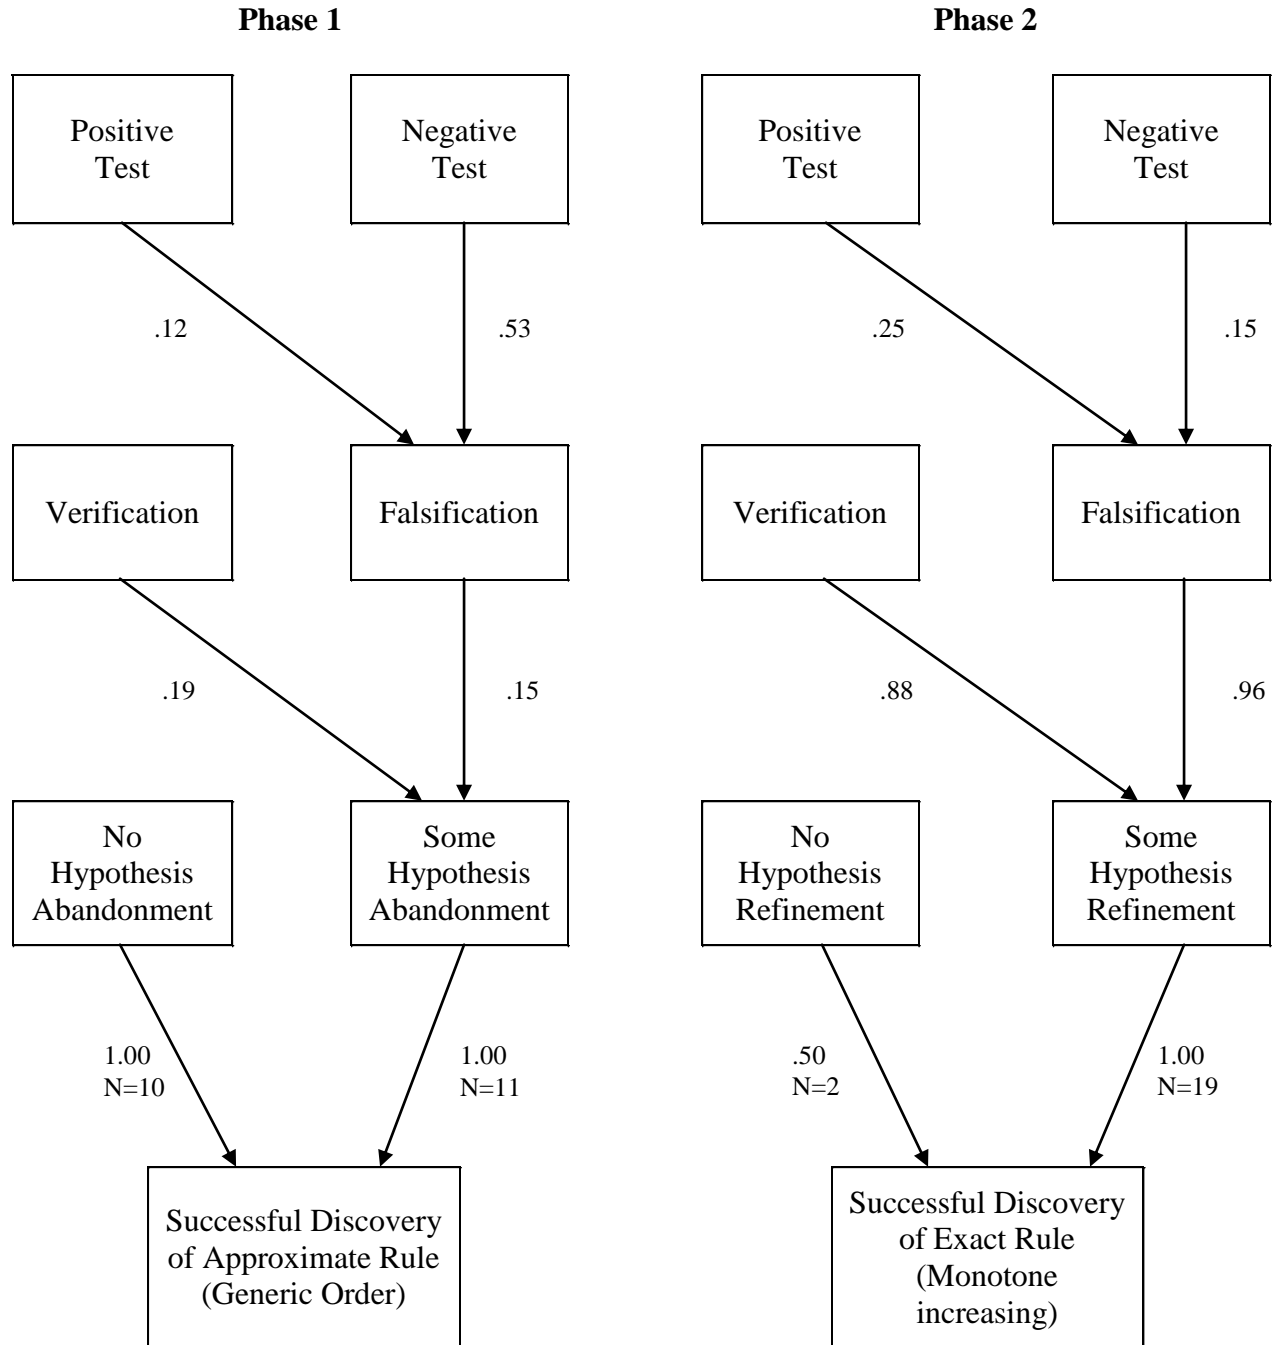 Phase 1
Positive
Test
Negative
Test
.12
.53
Verification
Falsification
.19
.15
No
Hypothesis
Abandonment
Some
Hypothesis
Abandonment
1.00
N=10
1.00
N=11
Successful Discovery
of Approximate Rule
(Generic Order)
Phase 2
Positive
Test
Negative
Test
.25
.15
Verification
Falsification
.88
.96
No
Hypothesis
Refinement
Some
Hypothesis
Refinement
.50
N=2
1.00
N=19
Successful Discovery
of Exact Rule
(Monotone
increasing)